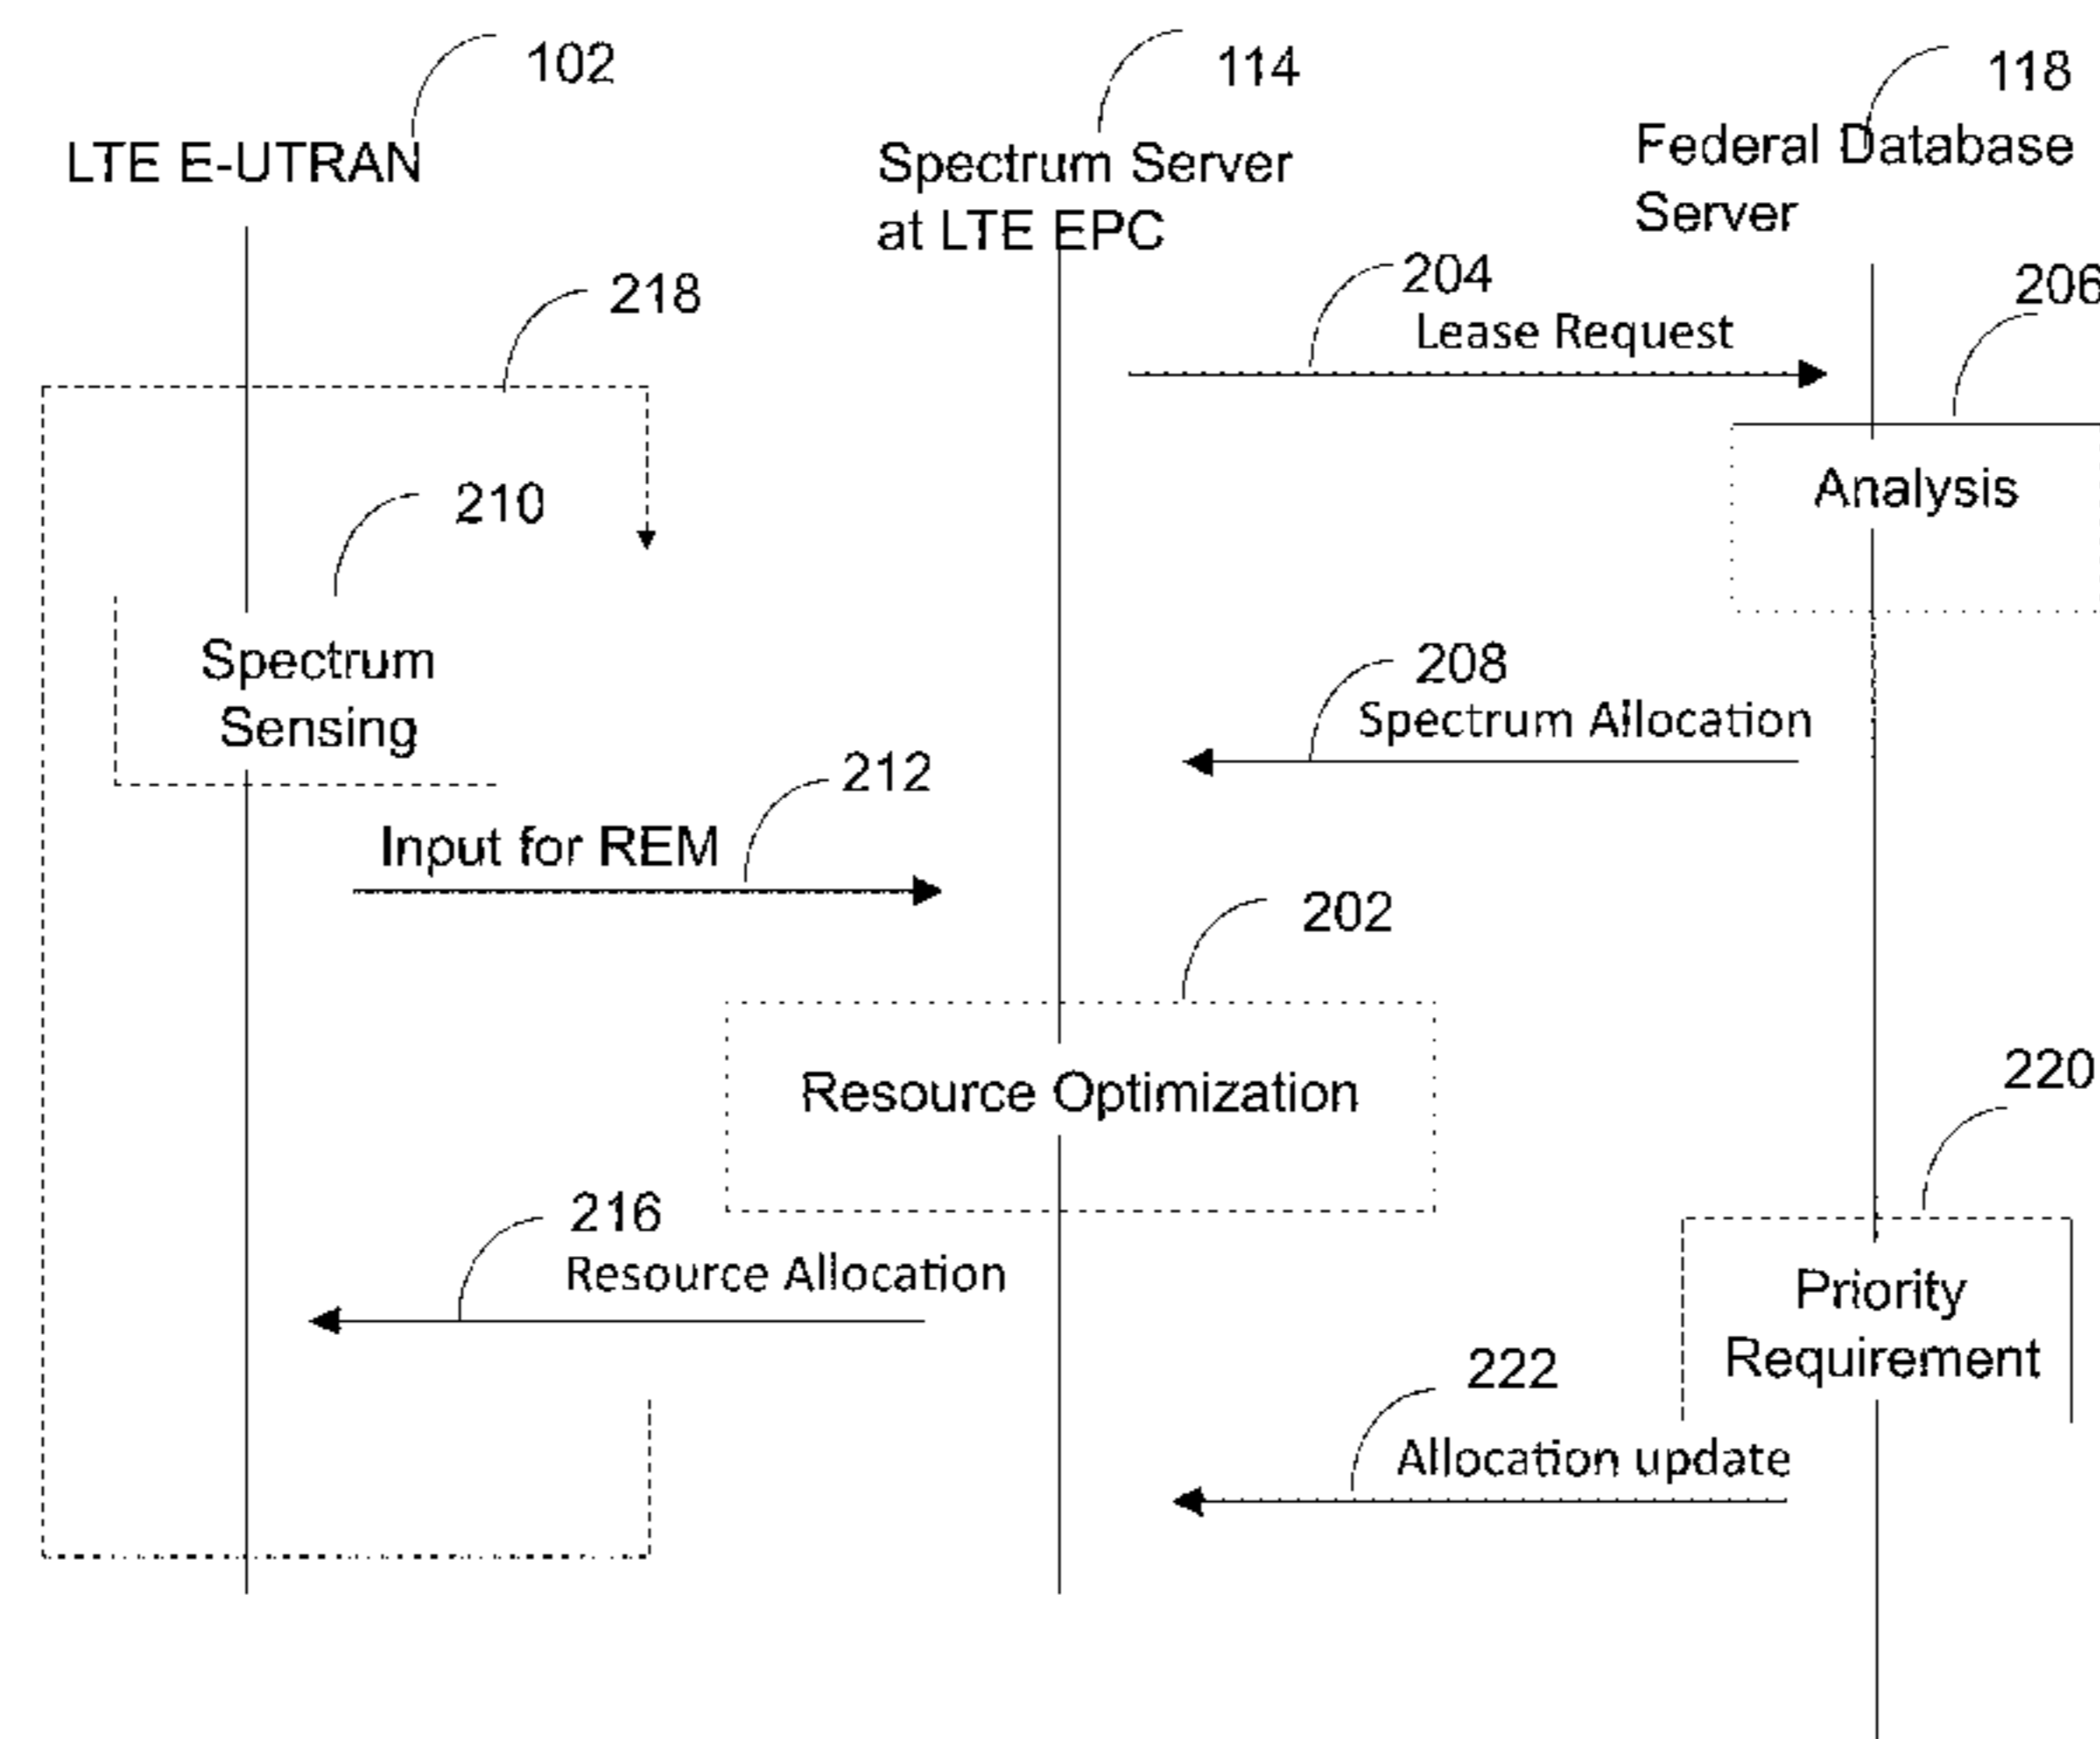 102
114
118
LTE E-UTRAN
Spectrum Server
at LTE EPC
Federal Database
Server
218
204
206
Lease Request
210
Analysis
Spectrum
Sensing
208
Spectrum Allocation
212
Input for REM
202
Resource Optimization
220
216
Resource Allocation
Priority
Requirement
222
Allocation update